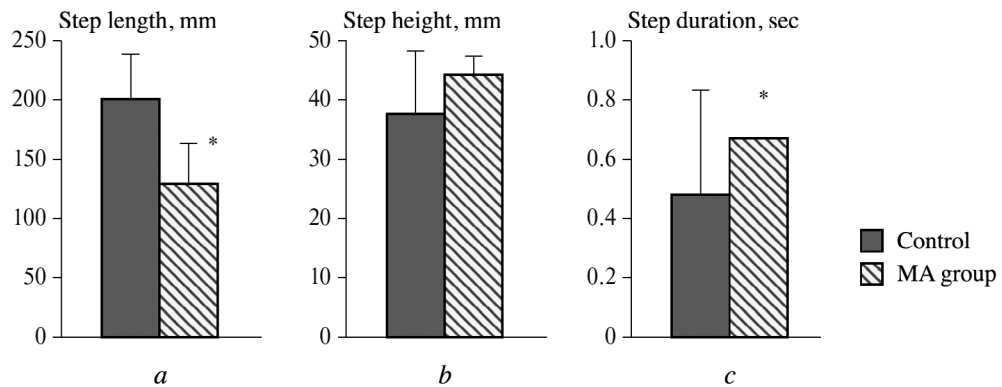 Step length, mm
250
200
150
100
50
0
*
a
Step height, mm
50
40
30
20
10
0
b
Step duration, sec
1.0
0.8
0.6
0.4
0.2
0
*
c
Control
MA group